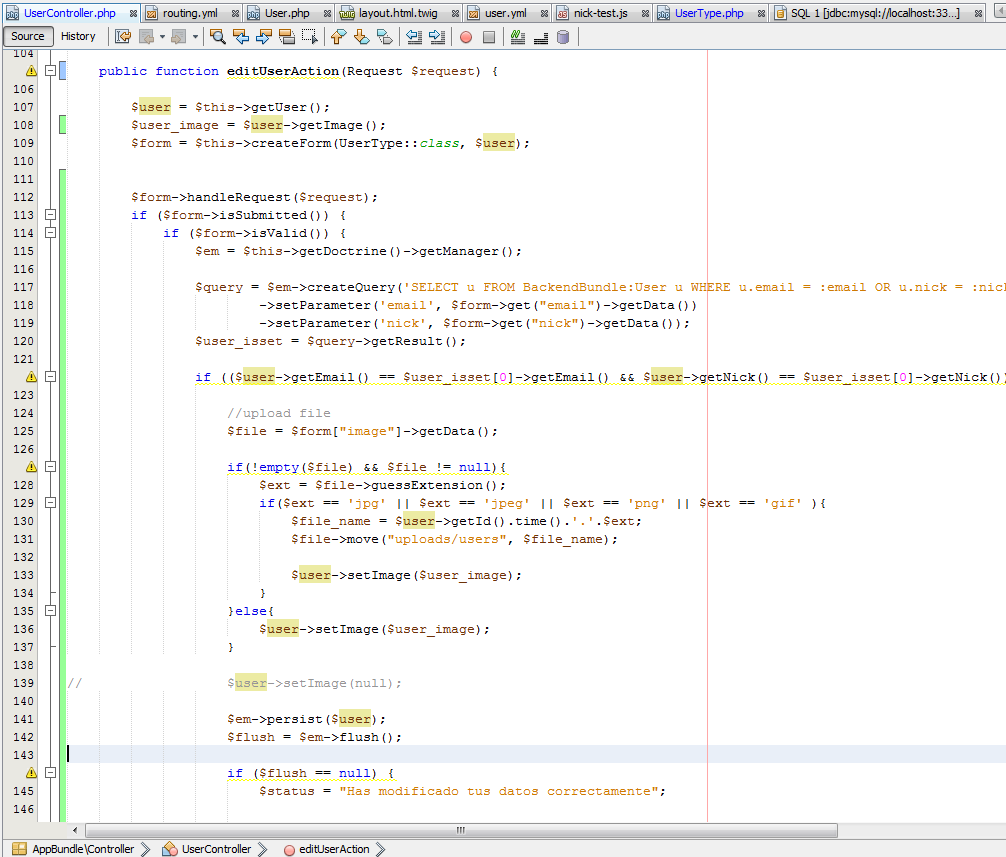 UserController.php routing.yml User.php layout.html.twig user.yml nick-test.js UserType.php SQL 1 [jdbc:mysql://localhost:33...]
Source History
104
public function editUserAction(Request $request) {
106
107 $user = $this->getUser();
108 $user_image = $user->getImage();
109 $form = $this->createForm(UserType::class, $user);
110
111
112 $form->handleRequest($request);
113 if ($form->isSubmitted()) {
114 if ($form->isValid()) {
115 $em = $this->getDoctrine()->getManager();
116
117 $query = $em->createQuery('SELECT u FROM BackendBundle:User u WHERE u.email = :email OR u.nick = :nick
118 ->setParameter('email', $form->get("email")->getData())
119 ->setParameter('nick', $form->get("nick")->getData());
120 $user_isset = $query->getResult();
121
if (($user->getEmail() == $user_isset[0]->getEmail() && $user->getNick() == $user_isset[0]->getNick())
123
124 //upload file
125 $file = $form["image"]->getData();
126
if(!empty($file) && $file != null){
128 $ext = $file->guessExtension();
129 if($ext == 'jpg' || $ext == 'jpeg' || $ext == 'png' || $ext == 'gif' ){
130 $file_name = $user->getId().time().'.'.$ext;
131 $file->move("uploads/users", $file_name);
132
133 $user->setImage($user_image);
134 }
135 }else{
136 $user->setImage($user_image);
137 }
138
139 // $user->setImage(null);
140
141 $em->persist($user);
142 $flush = $em->flush();
143
if ($flush == null) {
145 $status = "Has modificado tus datos correctamente";
146
AppBundle\Controller UserController editUserAction